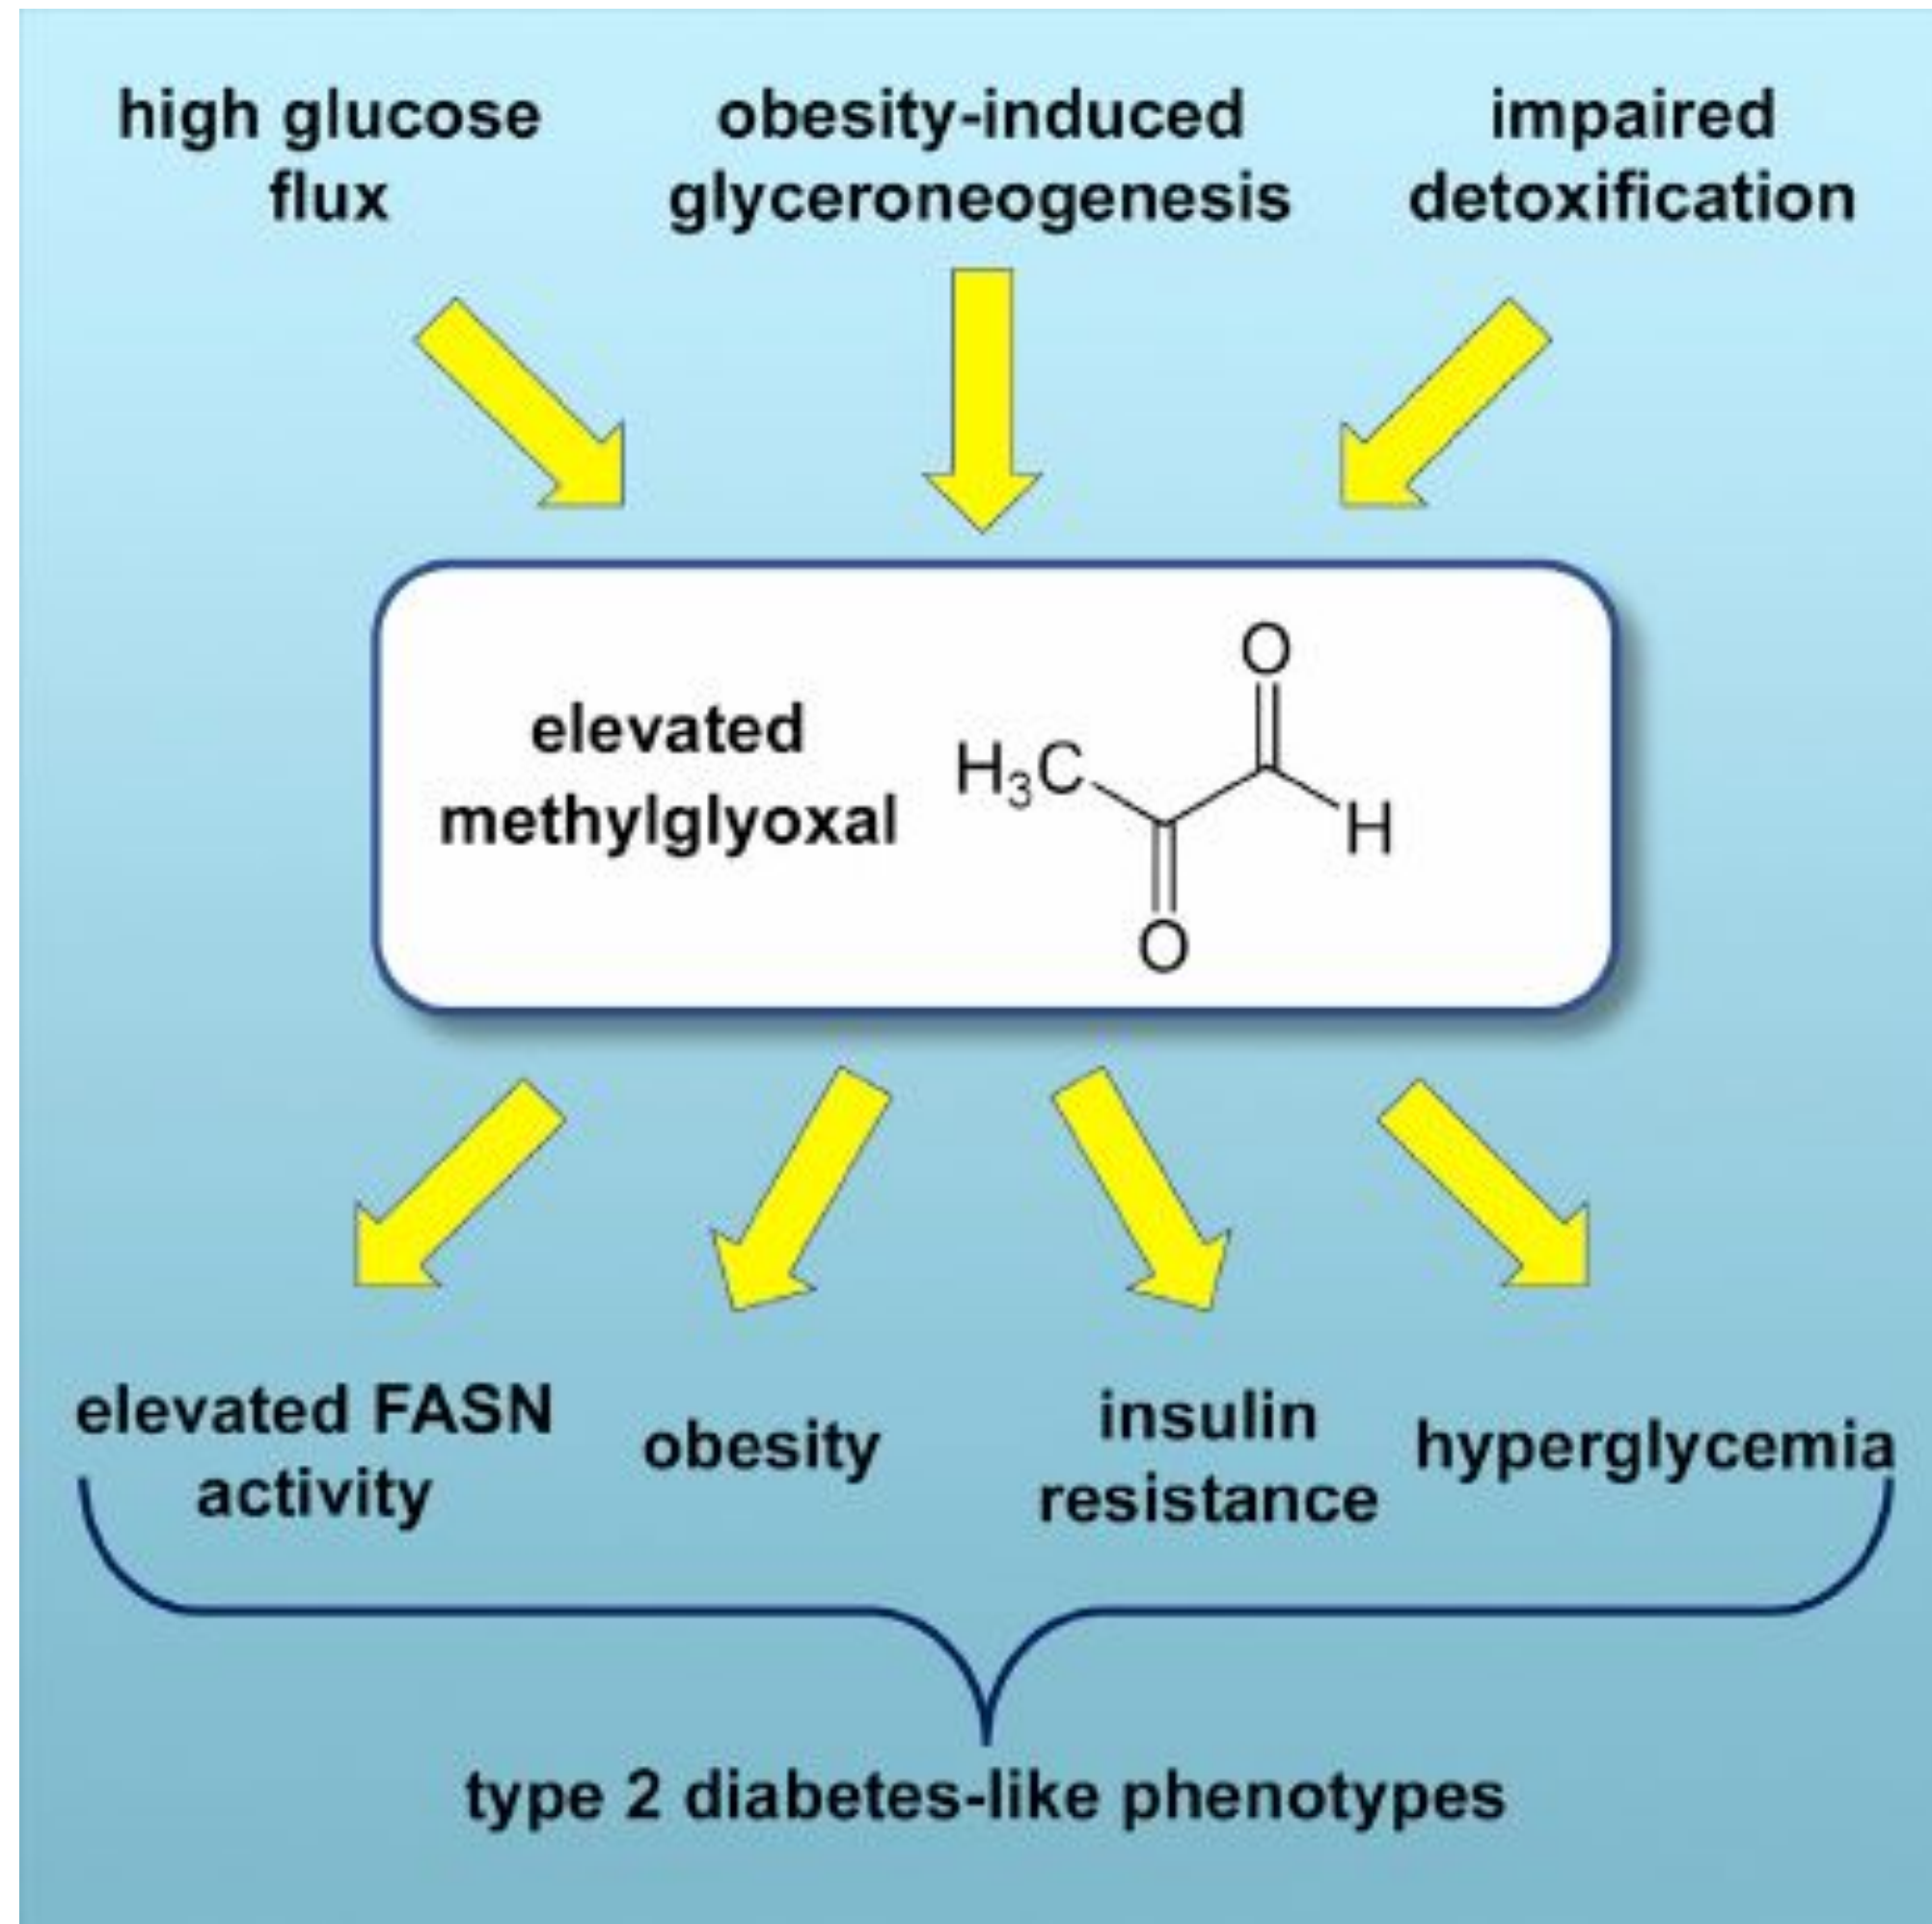 high glucose
flux
obesity-induced
glyceroneogenesis
impaired
detoxification
elevated
methylglyoxal
O
H₃C
H
O
elevated FASN
activity
obesity
insulin
resistance
hyperglycemia
type 2 diabetes-like phenotypes